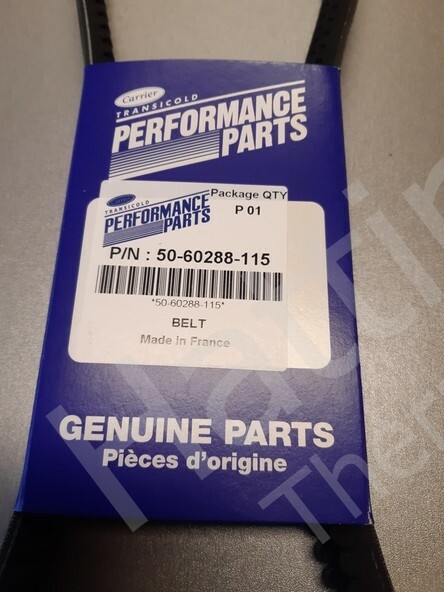 Carrier
TRANSICOLD
PERFORMANCE
PARTS
Carrier
TRANSICOLD
PERFORMANCE
PARTS
Package QTY
P 01
P/N : 50-60288-115
*50-60288-115*
BELT
Made in France
GENUINE PARTS
Pièces d'origine